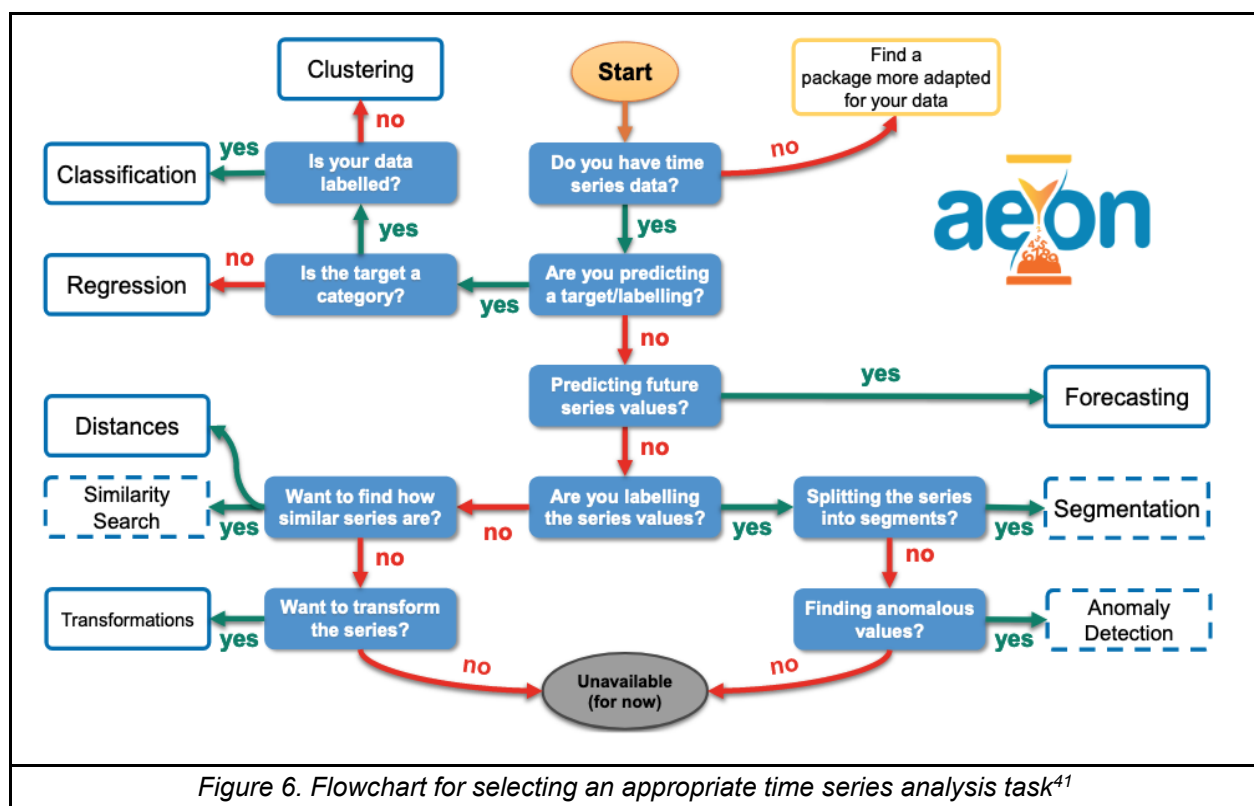 Clustering
Start
Find a
package more adapted
for your data
no
no
yes
Classification
Is your data
labelled?
Do you have time
series data?
aeon
yes
yes
no
Regression
Is the target a
category?
yes
Are you predicting
a target/labelling?
no
Predicting future
series values?
yes
Forecasting
Distances
no
Similarity
Search
yes
Want to find how
similar series are?
no
Are you labelling
the series values?
yes
Splitting the series
into segments?
yes
Segmentation
no
no
Transformations
yes
Want to transform
the series?
Finding anomalous
values?
yes
Anomaly
Detection
no
no
Unavailable
(for now)
Figure 6. Flowchart for selecting an appropriate time series analysis task41